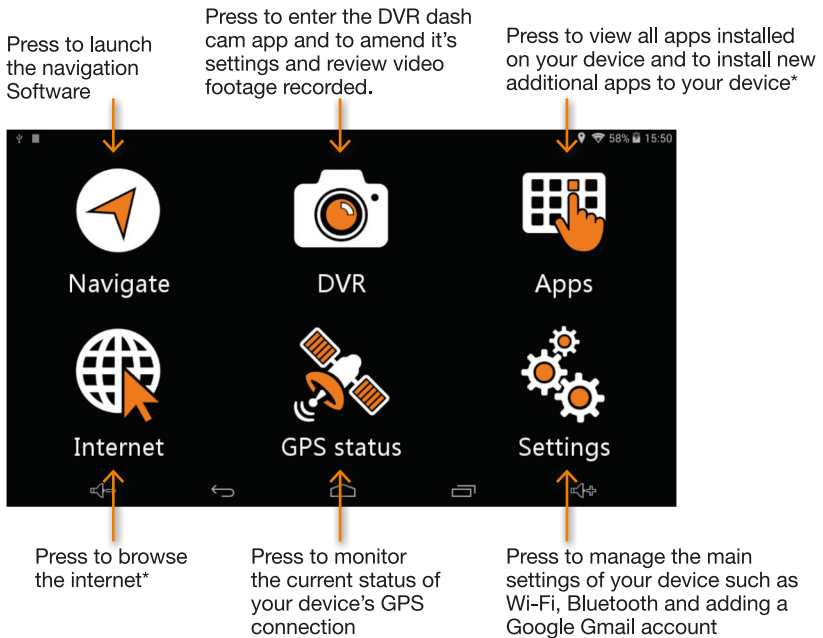 Press to launch
the navigation
Software
Press to enter the DVR dash
cam app and to amend it's
settings and review video
footage recorded.
Press to view all apps installed
on your device and to install new
additional apps to your device*
58% 15:50
Navigate
DVR
Apps
Internet
GPS status
Settings
Press to browse
the internet*
Press to monitor
the current status of
your device's GPS
connection
Press to manage the main
settings of your device such as
Wi-Fi, Bluetooth and adding a
Google Gmail account